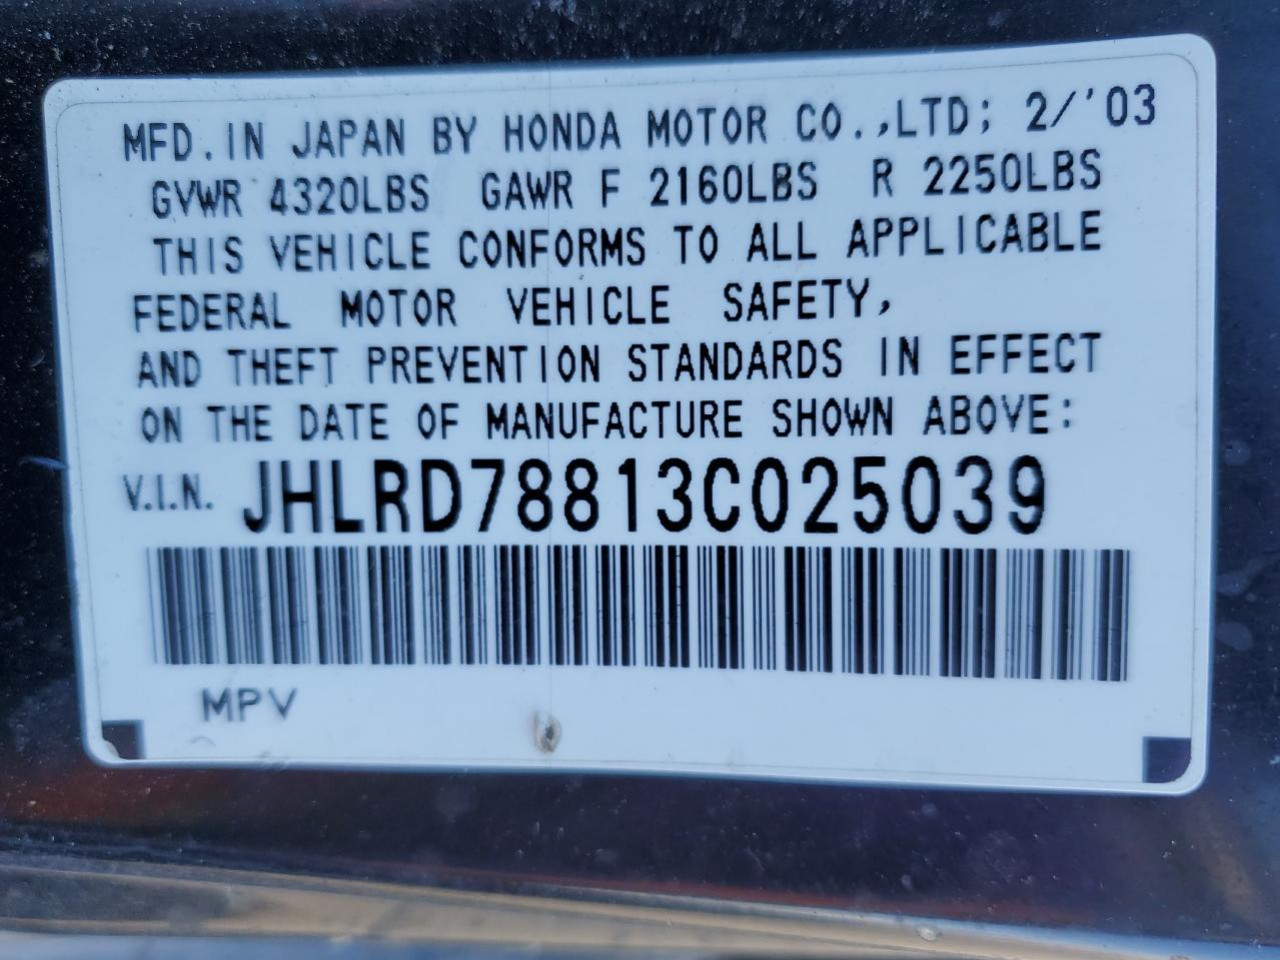 MFD. IN JAPAN BY HONDA MOTOR CO.,LTD; 2/'03
GVWR 4320LBS GAWR F 2160LBS R 2250LBS
THIS VEHICLE CONFORMS TO ALL APPLICABLE
FEDERAL MOTOR VEHICLE SAFETY,
AND THEFT PREVENTION STANDARDS IN EFFECT
ON THE DATE OF MANUFACTURE SHOWN ABOVE:
V.I.N. JHLRD78813C025039
MPV